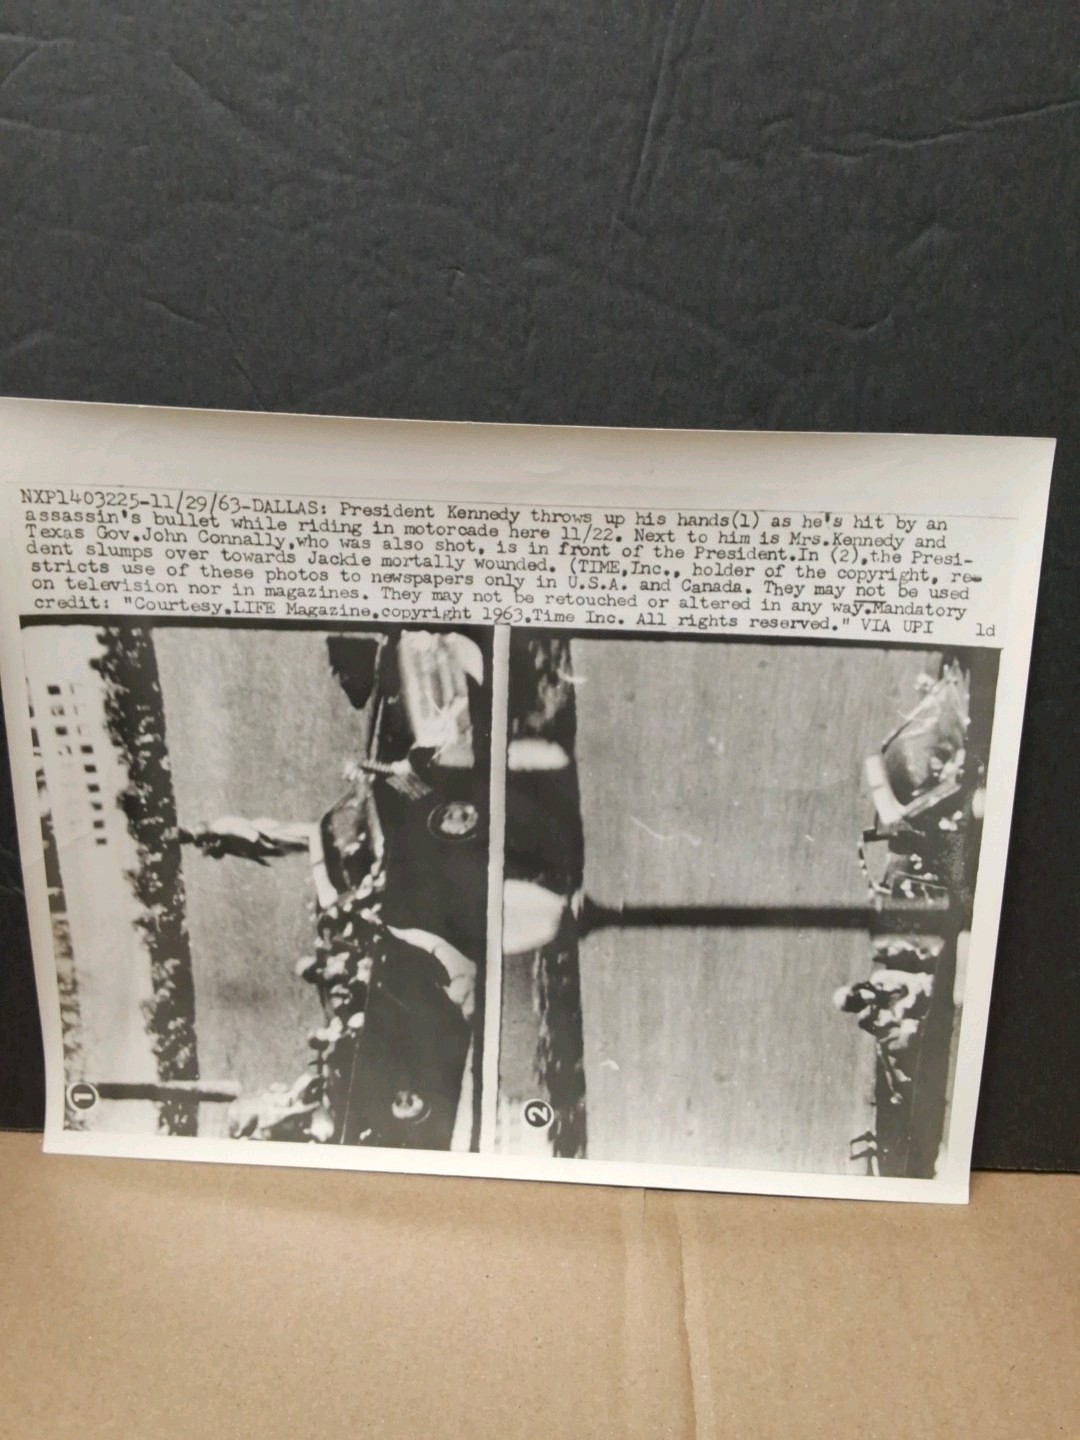 NXP1403225-11/29/63-DALLAS: President Kennedy throws up his hands(1) as he's hit by an
assassin's bullet while riding in motorcade here 11/22. Next to him is Mrs.Kennedy and
Texas Gov.John Connally,who was also shot, is in front of the President.In (2),the Presi-
dent slumps over towards Jackie mortally wounded. (TIME,Inc., holder of the copyright, re-
stricts use of these photos to newspapers only in U.S.A. and Canada. They may not be used
on television nor in magazines. They may not be retouched or altered in any way.Mandatory
credit: "Courtesy.LIFE Magazine.copyright 1963.Time Inc. All rights reserved." VIA UPI ld
1
2